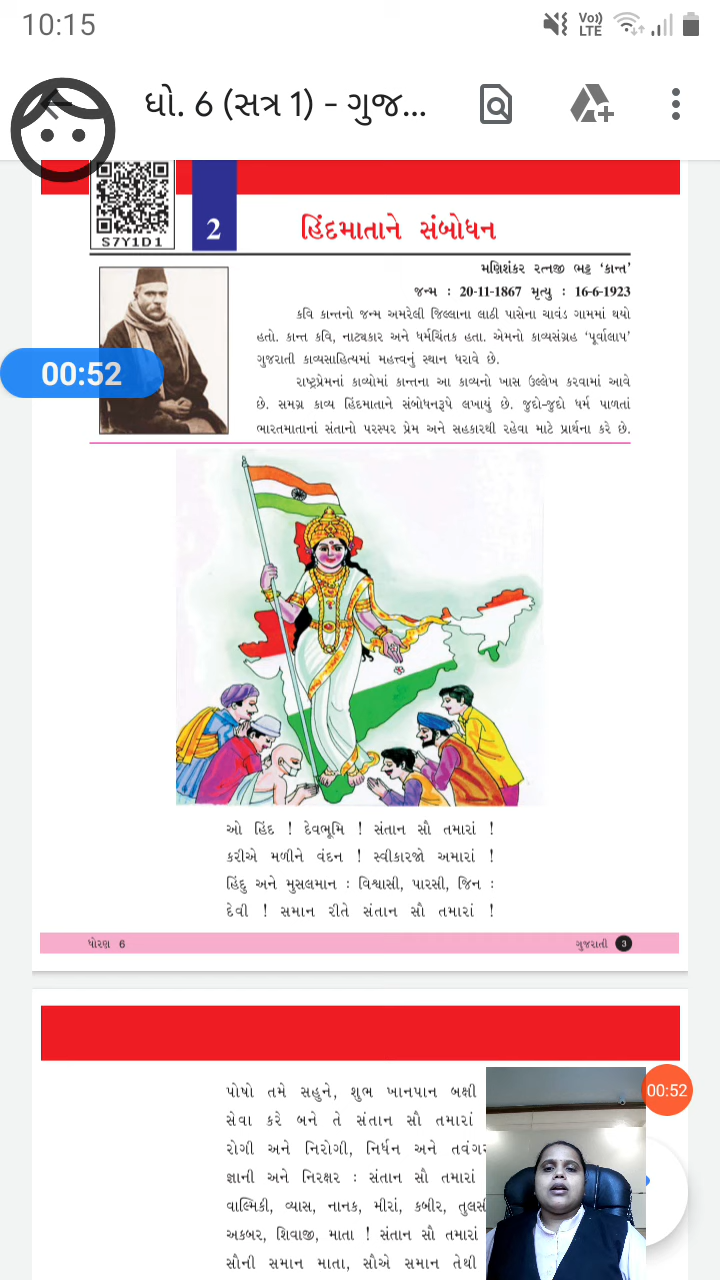 10:15
Vo))
LTE
ધો. 6 (સત્ર 1) - ગુજ...
S7Y1D1
2
હિંદમાતાને સંબોધન
મણિશંકર રત્નજી ભટ્ટ ‘કાન્ત’
જન્મ : 20-11-1867 મૃત્યુ : 16-6-1923
કવિ કાન્તનો જન્મ અમરેલી જિલ્લાના લાઠી પાસેના ચાવંડ ગામમાં થયો
હતો. કાન્ત કવિ, નાટ્યકાર અને ધર્મચિંતક હતા. એમનો કાવ્યસંગ્રહ ‘પૂર્વાલાપ’
ગુજરાતી કાવ્યસાહિત્યમાં મહત્ત્વનું સ્થાન ધરાવે છે.
00:52
રાષ્ટ્રપ્રેમનાં કાવ્યોમાં કાન્તના આ કાવ્યનો ખાસ ઉલ્લેખ કરવામાં આવે
છે. સમગ્ર કાવ્ય હિંદમાતાને સંબોધનરૂપે લખાયું છે. જુદો-જુદો ધર્મ પાળતાં
ભારતમાતાનાં સંતાનો પરસ્પર પ્રેમ અને સહકારથી રહેવા માટે પ્રાર્થના કરે છે.
ઓ હિંદ ! દેવભૂમિ ! સંતાન સૌ તમારાં !
કરીએ મળીને વંદન ! સ્વીકારજો અમારાં !
હિંદુ અને મુસલમાન : વિશ્વાસી, પારસી, જિન :
દેવી ! સમાન રીતે સંતાન સૌ તમારાં !
ધોરણ 6
ગુજરાતી 3
પોષો તમે સહુને, શુભ ખાનપાન બક્ષી
00:52
સેવા કરે બને તે સંતાન સૌ તમારાં
રોગી અને નિરોગી, નિર્ધન અને તવંગર
જ્ઞાની અને નિરક્ષર : સંતાન સૌ તમારાં
વાલ્મિકી, વ્યાસ, નાનક, મીરાં, કબીર, તુલસી
અકબર, શિવાજી, માતા ! સંતાન સૌ તમારાં
સૌની સમાન માતા, સૌએ સમાન તેથી